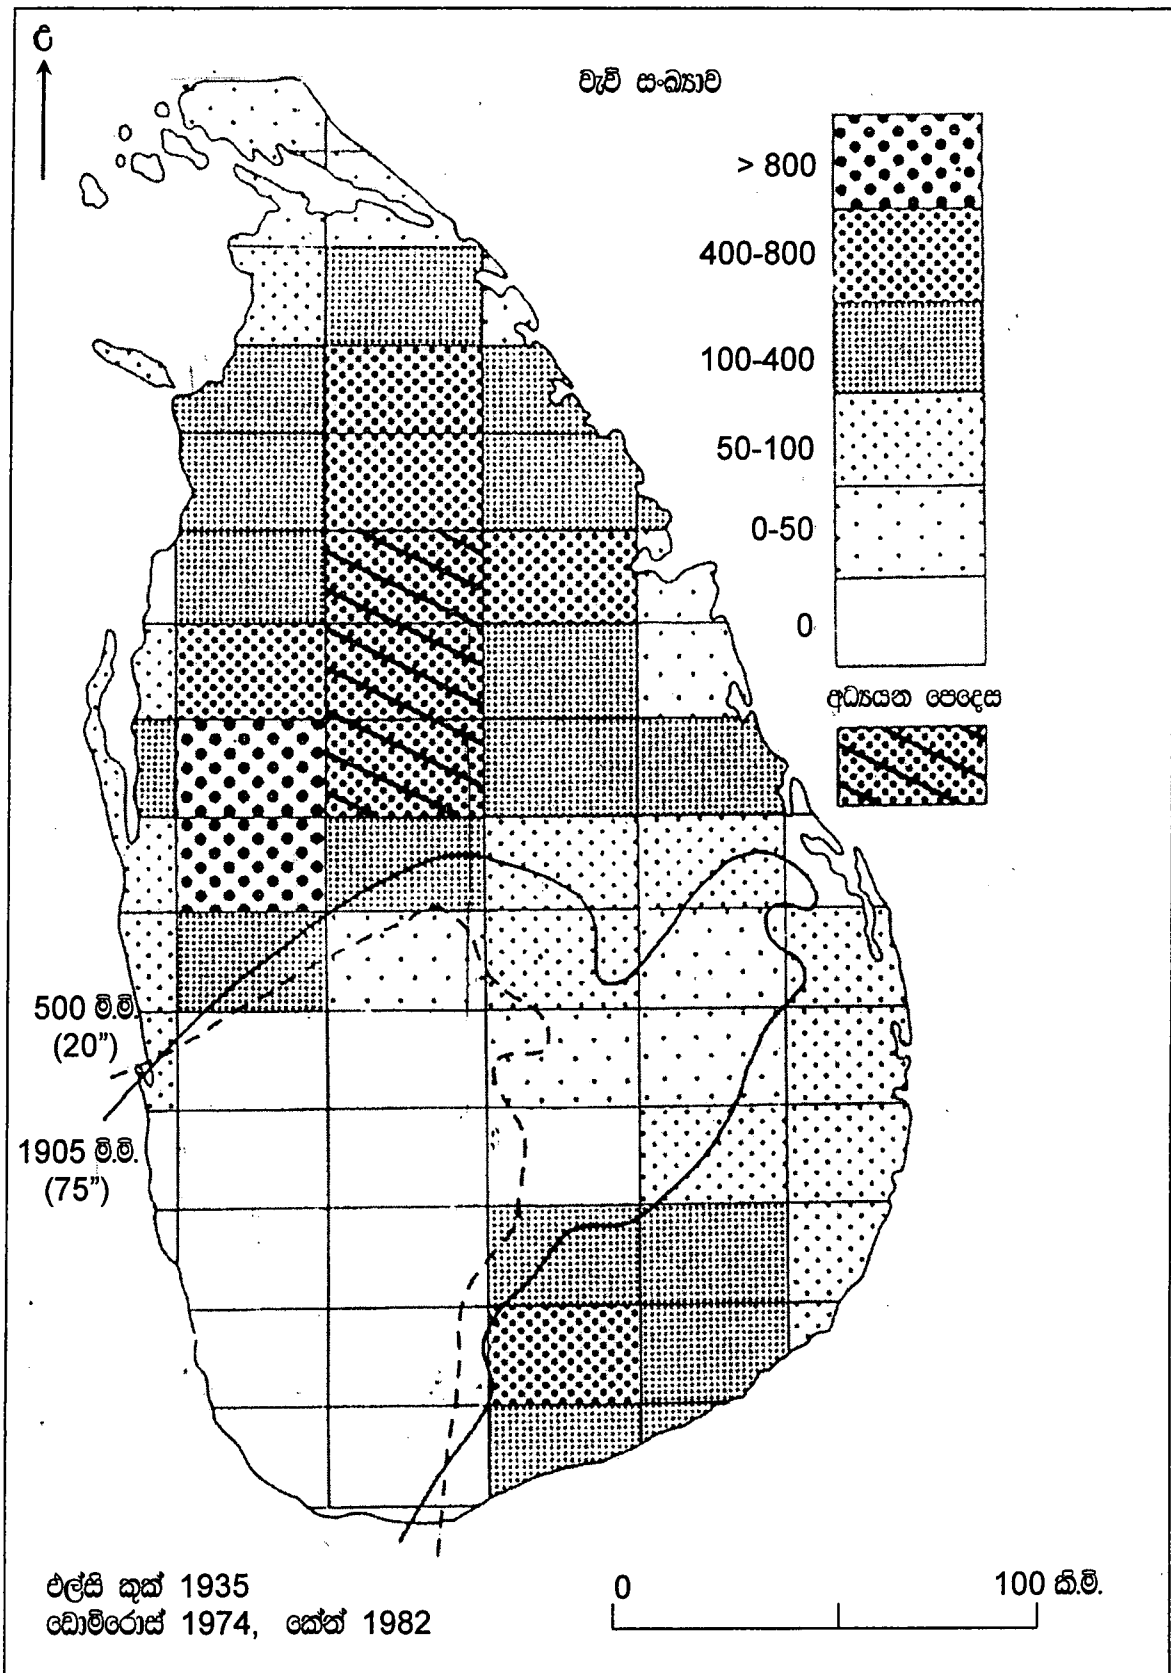 උ
වැව් සංඛ්‍යාව
> 800
400-800
100-400
50-100
0-50
0
අධ්‍යයන පෙදෙස
500 මි.මි.
(20”)
1905 මි.මි.
(75”)
එල්සි කුක් 1935
ඩොම්රොස් 1974, කේන් 1982
0
100 කි.මි.